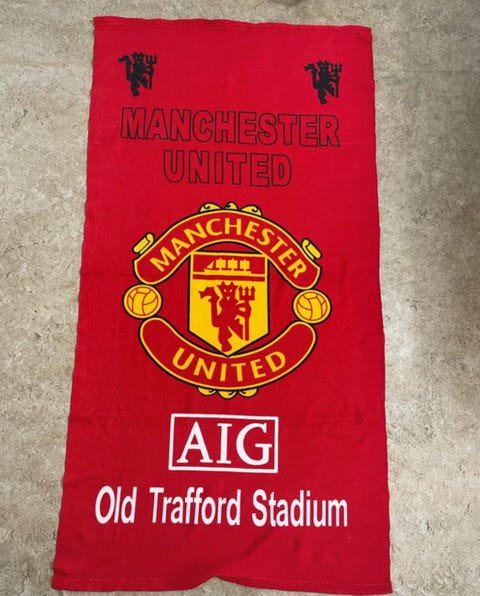 MANCHESTER
UNITED
MANCHESTER
UNITED
AIG
Old Trafford Stadium